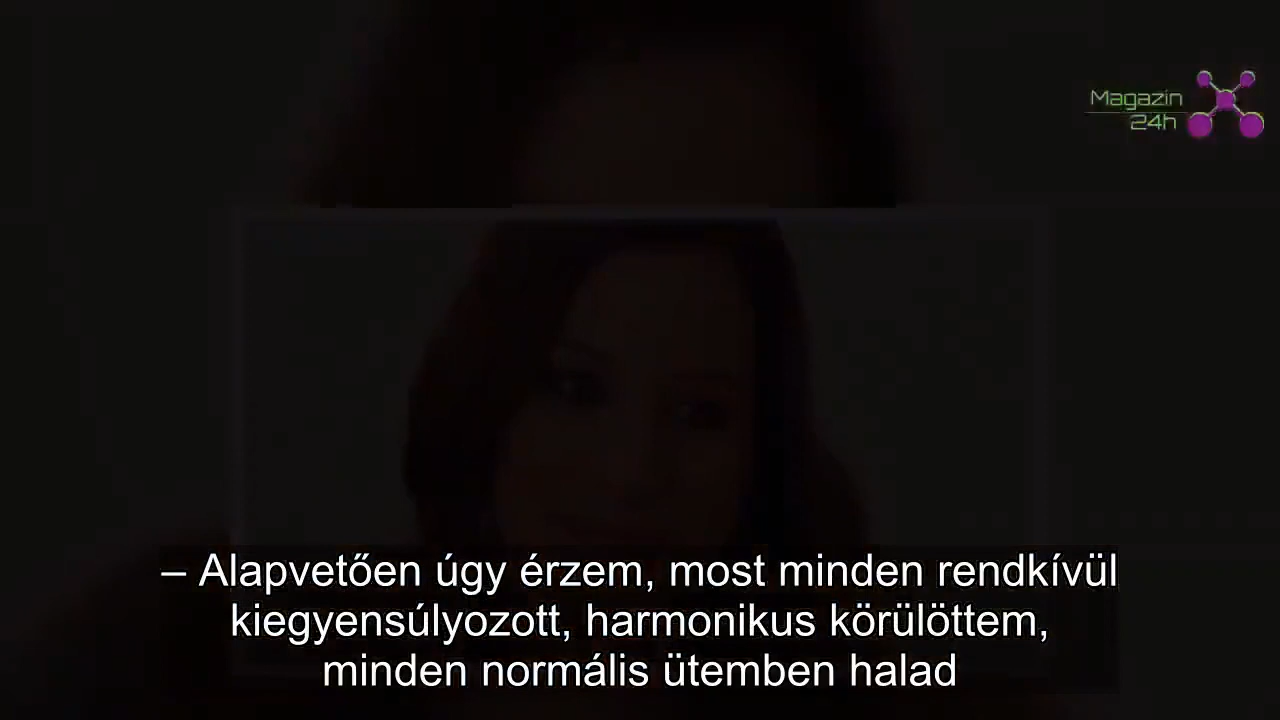 Magazin
24h
– Alapvetően úgy érzem, most minden rendkívül
kiegyensúlyozott, harmonikus körülöttem,
minden normális ütemben halad